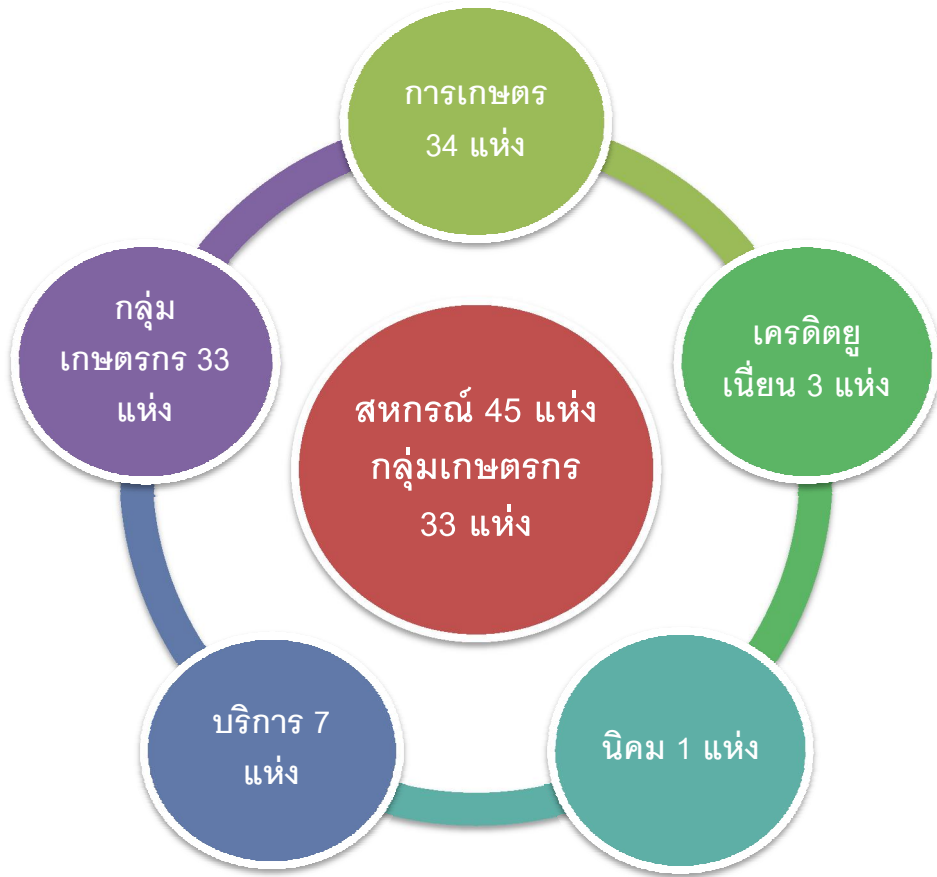 การเกษตร
34 แห่ง
เครดิตยู
เนี่ยน 3 แห่ง
นิคม 1 แห่ง
บริการ 7
แห่ง
กลุ่ม
เกษตรกร 33
แห่ง
สหกรณ์ 45 แห่ง
กลุ่มเกษตรกร
33 แห่ง